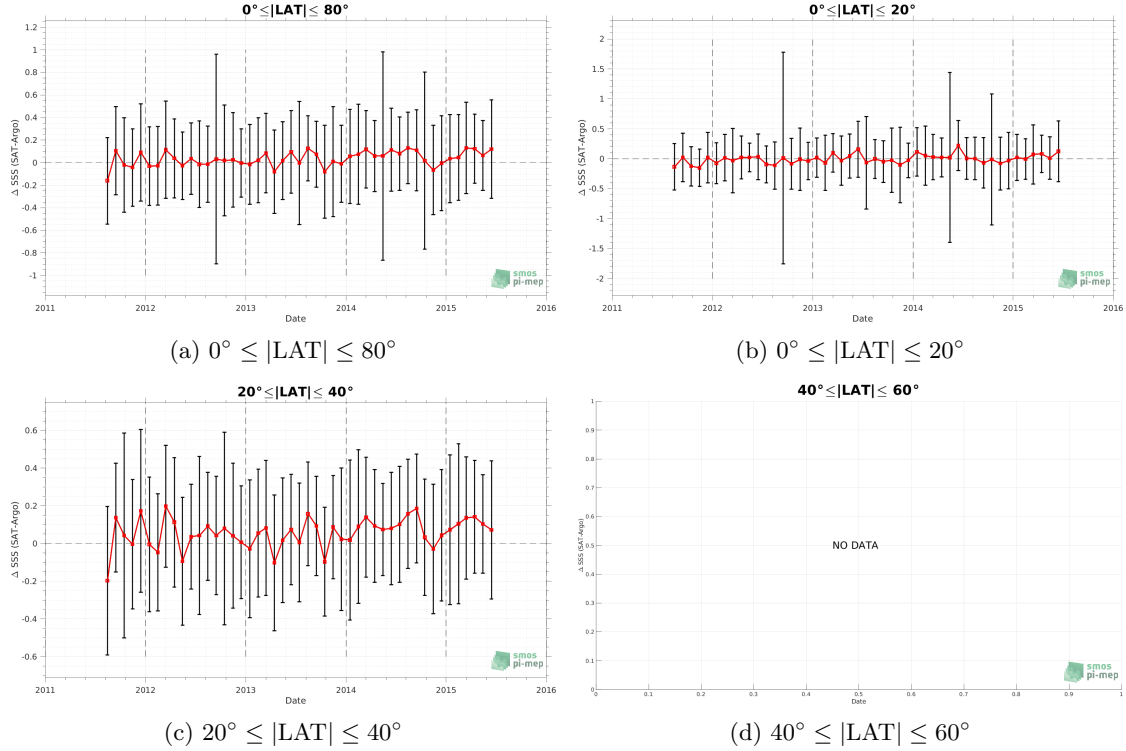 0°≤|LAT|≤ 80°
1.2
1
0.8
0.6
0.4
0.2
0
-0.2
-0.4
-0.6
-0.8
-1
Δ SSS (SAT-Argo)
2011
2012
2013
2014
2015
2016
Date
smos
pi-mep
(a) 0° ≤ |LAT| ≤ 80°
0°≤|LAT|≤ 20°
2
1.5
1
0.5
0
-0.5
-1
-1.5
-2
Δ SSS (SAT-Argo)
2011
2012
2013
2014
2015
2016
Date
smos
pi-mep
(b) 0° ≤ |LAT| ≤ 20°
20°≤|LAT|≤ 40°
0.6
0.4
0.2
0
-0.2
-0.4
-0.6
Δ SSS (SAT-Argo)
2011
2012
2013
2014
2015
2016
Date
smos
pi-mep
(c) 20° ≤ |LAT| ≤ 40°
40°≤|LAT|≤ 60°
1
0.9
0.8
0.7
0.6
0.5
0.4
0.3
0.2
0.1
0
Δ SSS (SAT-Argo)
NO DATA
0
0.1
0.2
0.3
0.4
0.5
0.6
0.7
0.8
0.9
1
Date
smos
pi-mep
(d) 40° ≤ |LAT| ≤ 60°